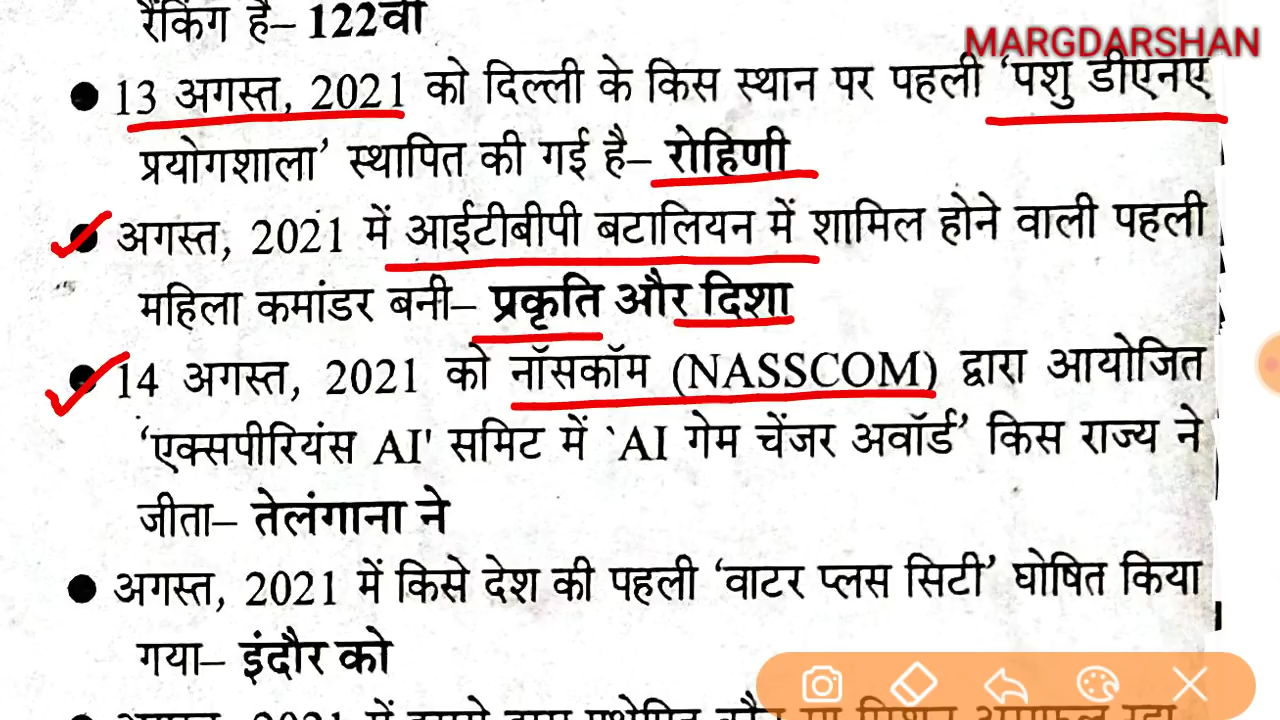 रैंकिंग है– 122वाँ
MARGDARSHAN
● 13 अगस्त, 2021 को दिल्ली के किस स्थान पर पहली ‘पशु डीएनए
प्रयोगशाला’ स्थापित की गई है– रोहिणी
● अगस्त, 2021 में आईटीबीपी बटालियन में शामिल होने वाली पहली
महिला कमांडर बनी– प्रकृति और दिशा
● 14 अगस्त, 2021 को नॉसकॉम (NASSCOM) द्वारा आयोजित
‘एक्सपीरियंस AI' समिट में `AI गेम चेंजर अवॉर्ड’ किस राज्य ने
जीता– तेलंगाना ने
● अगस्त, 2021 में किसे देश की पहली ‘वाटर प्लस सिटी’ घोषित किया
गया– इंदौर को